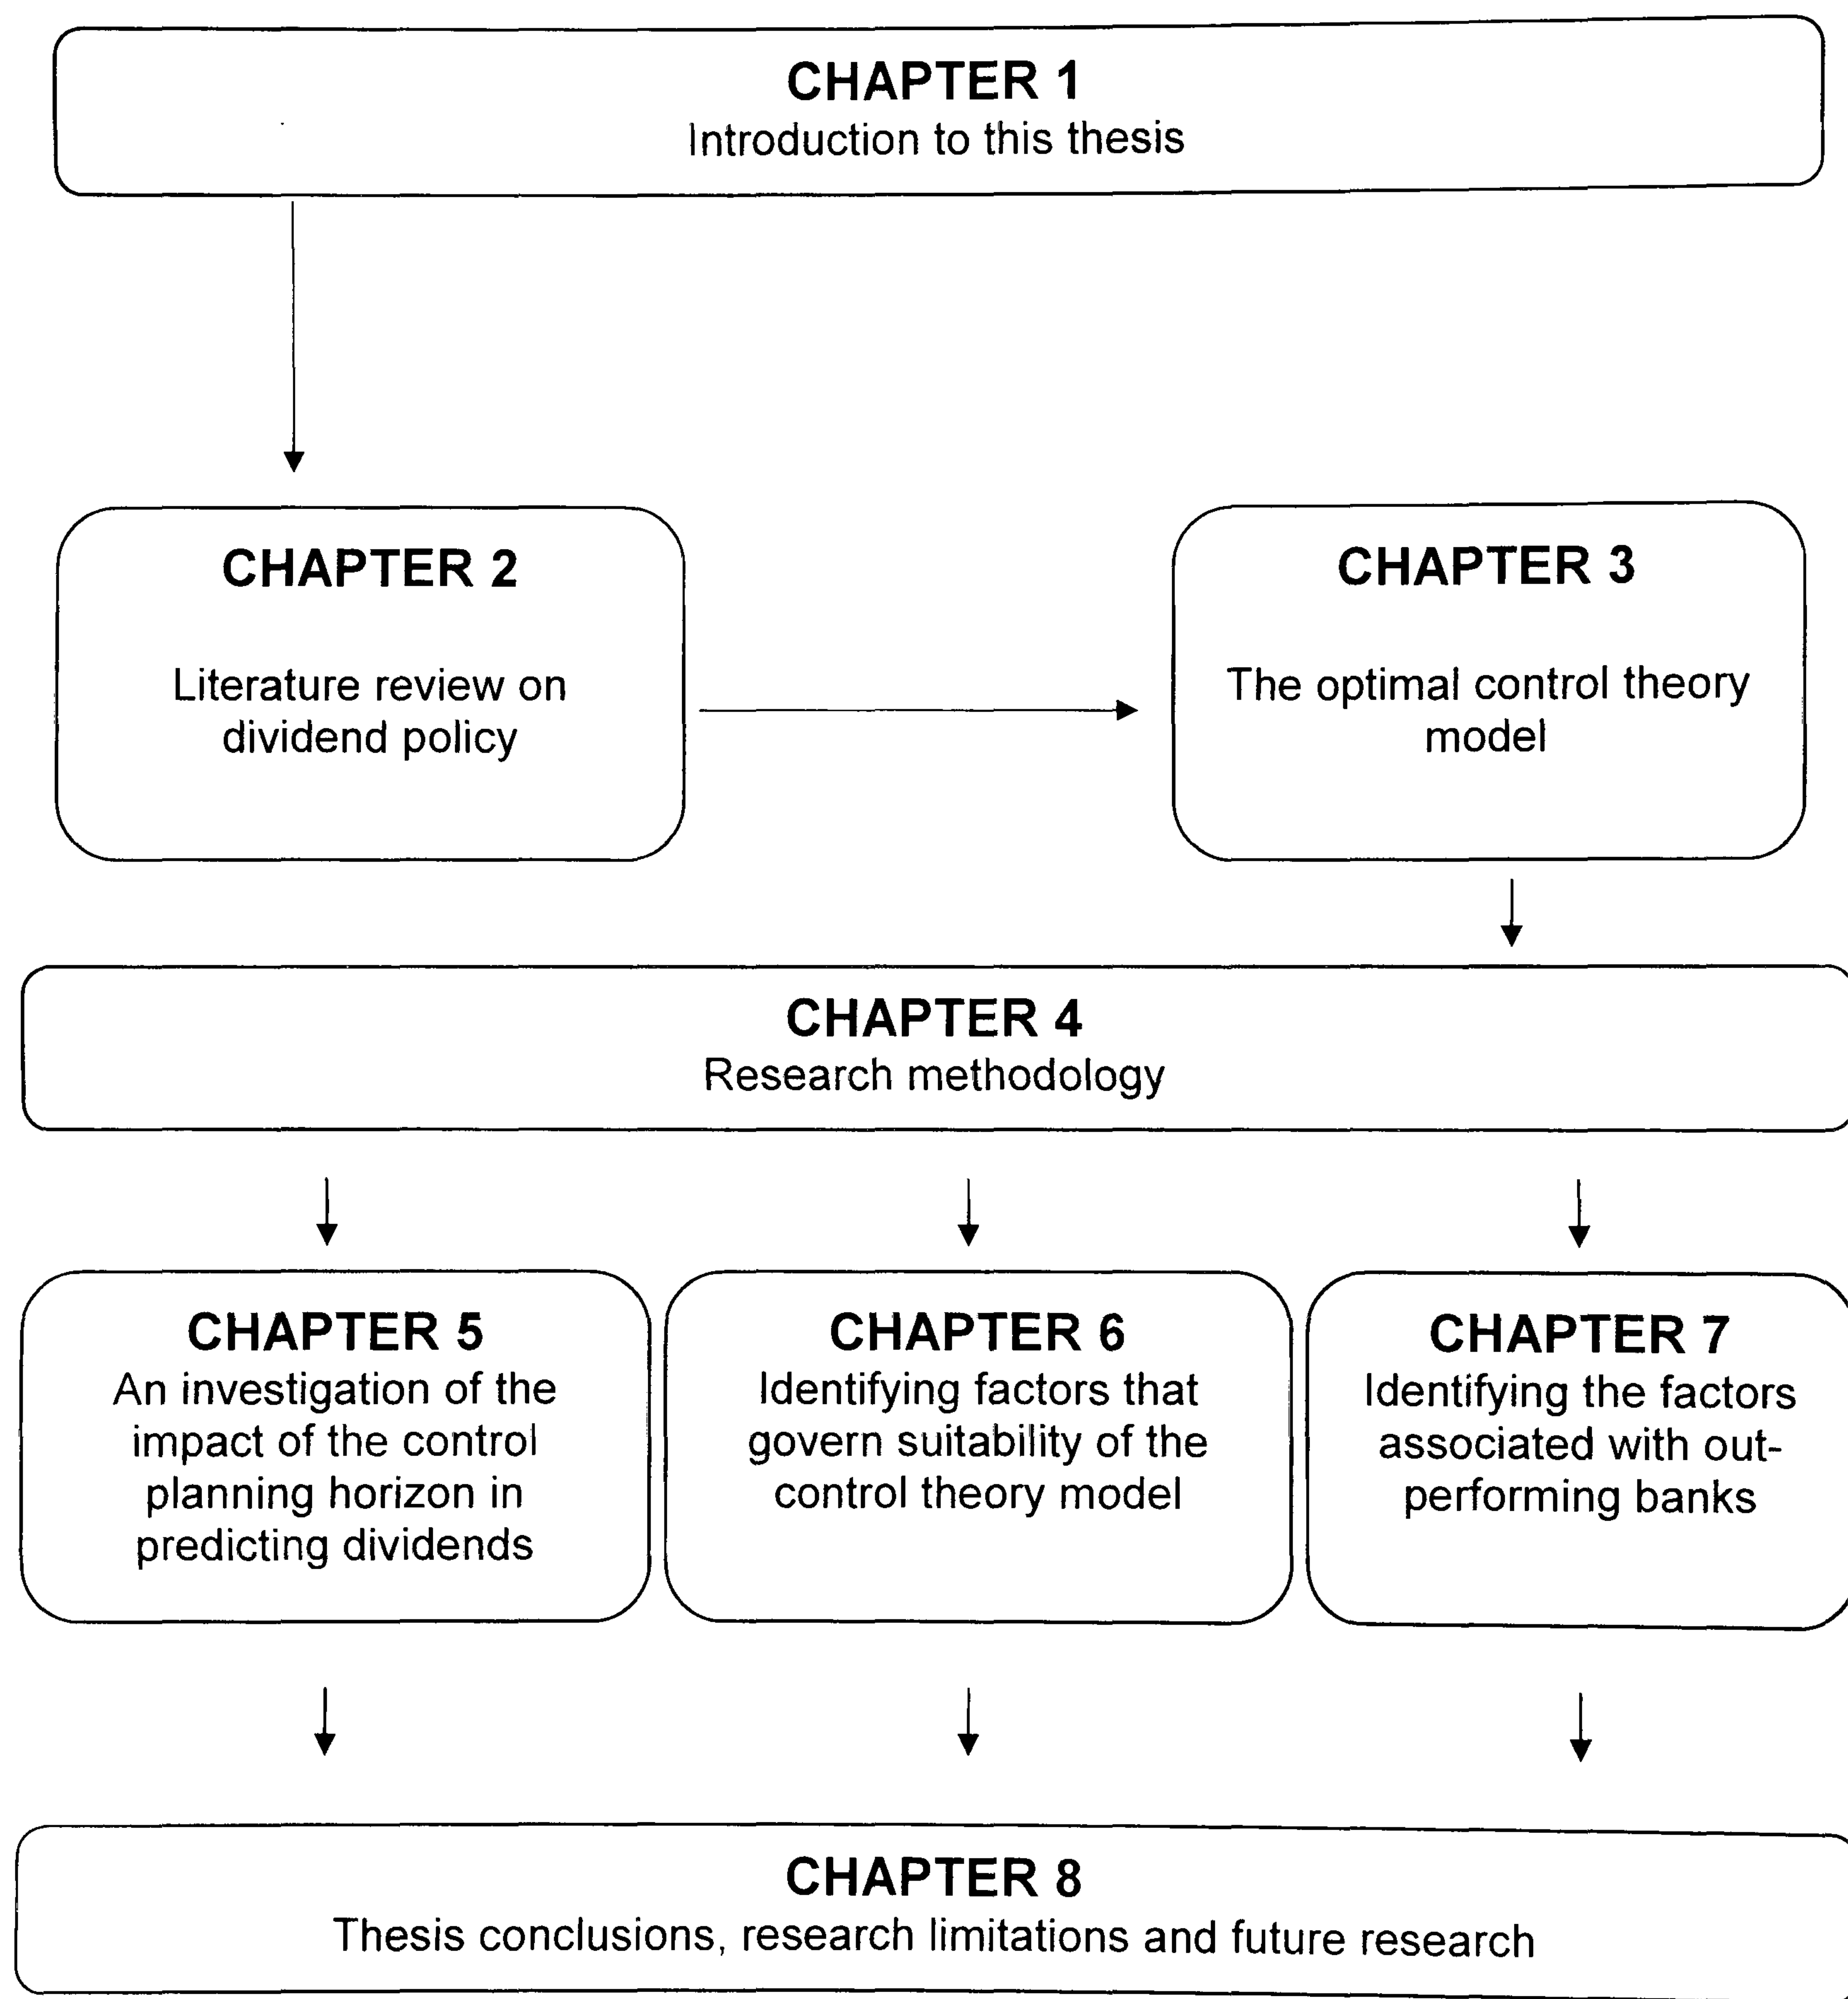 CHAPTER 1
Introduction to this thesis
CHAPTER 2
Literature review on
dividend policy
CHAPTER 3
The optimal control theory
model
CHAPTER 4
Research methodology
CHAPTER 5
An investigation of the
impact of the control
planning horizon in
predicting dividends
CHAPTER 6
Identifying factors that
govern suitability of the
control theory model
CHAPTER 7
Identifying the factors
associated with out-
performing banks
CHAPTER 8
Thesis conclusions, research limitations and future research